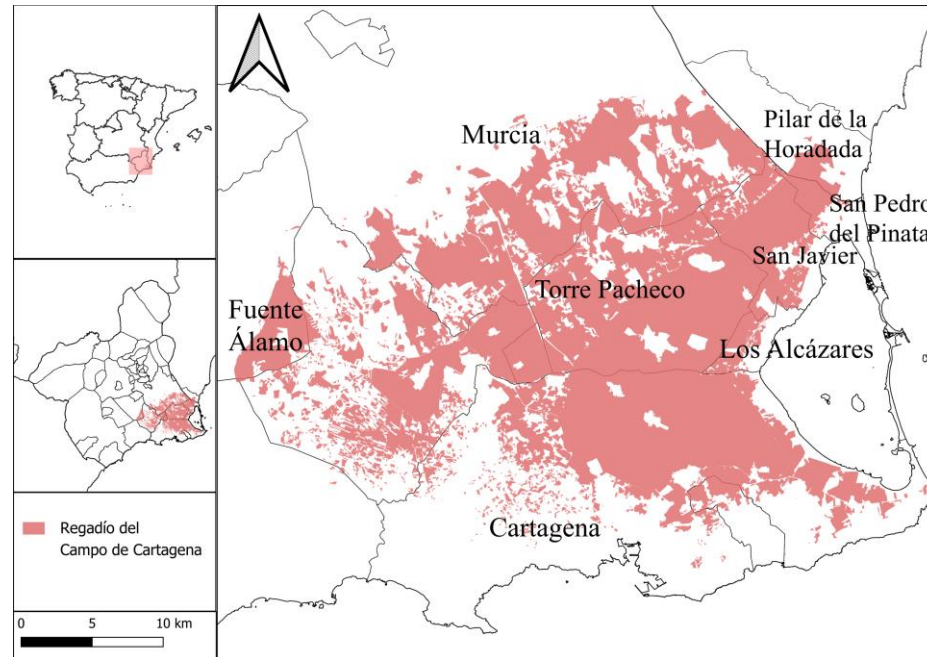 Murcia
Pilar de la
Horadada
San Pedro
del Pinata
San Javier
Torre Pacheco
Fuente
Álamo
Los Alcázares
Cartagena
Regadío del
Campo de Cartagena
0 5 10 km